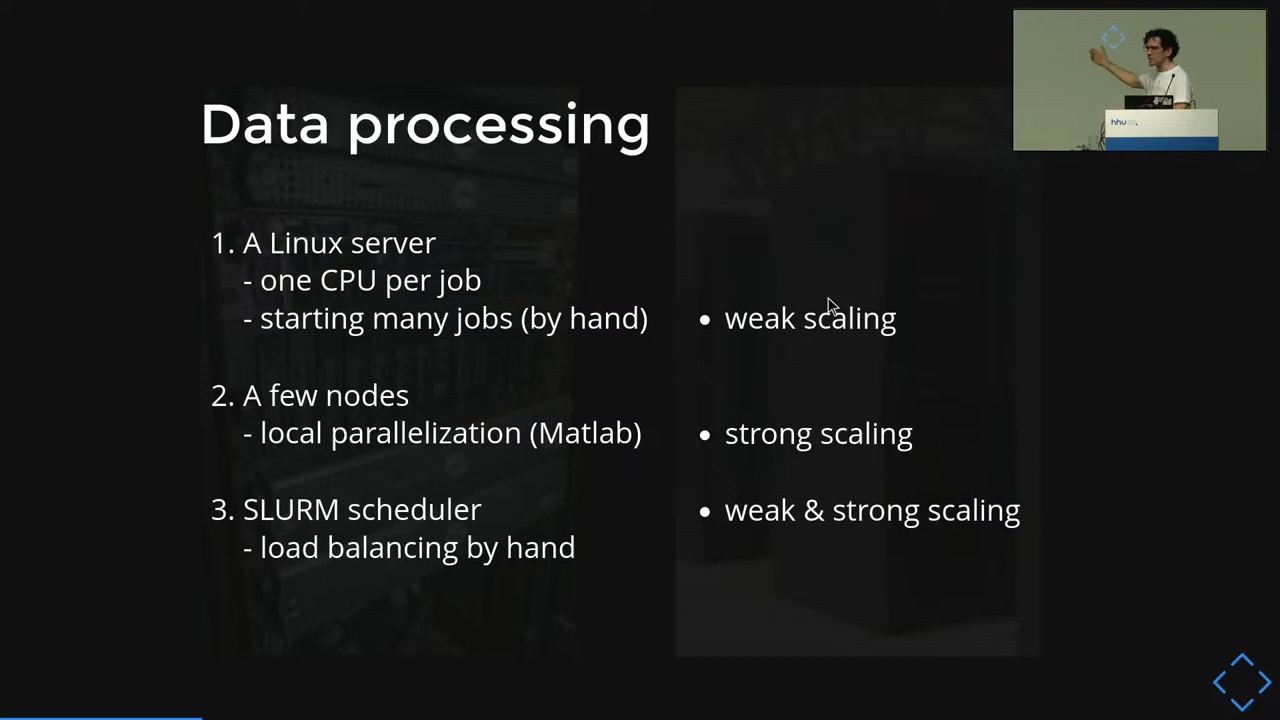 Data processing
1. A Linux server
- one CPU per job
- starting many jobs (by hand)
• weak scaling
2. A few nodes
- local parallelization (Matlab)
• strong scaling
3. SLURM scheduler
• weak & strong scaling
- load balancing by hand
hhu